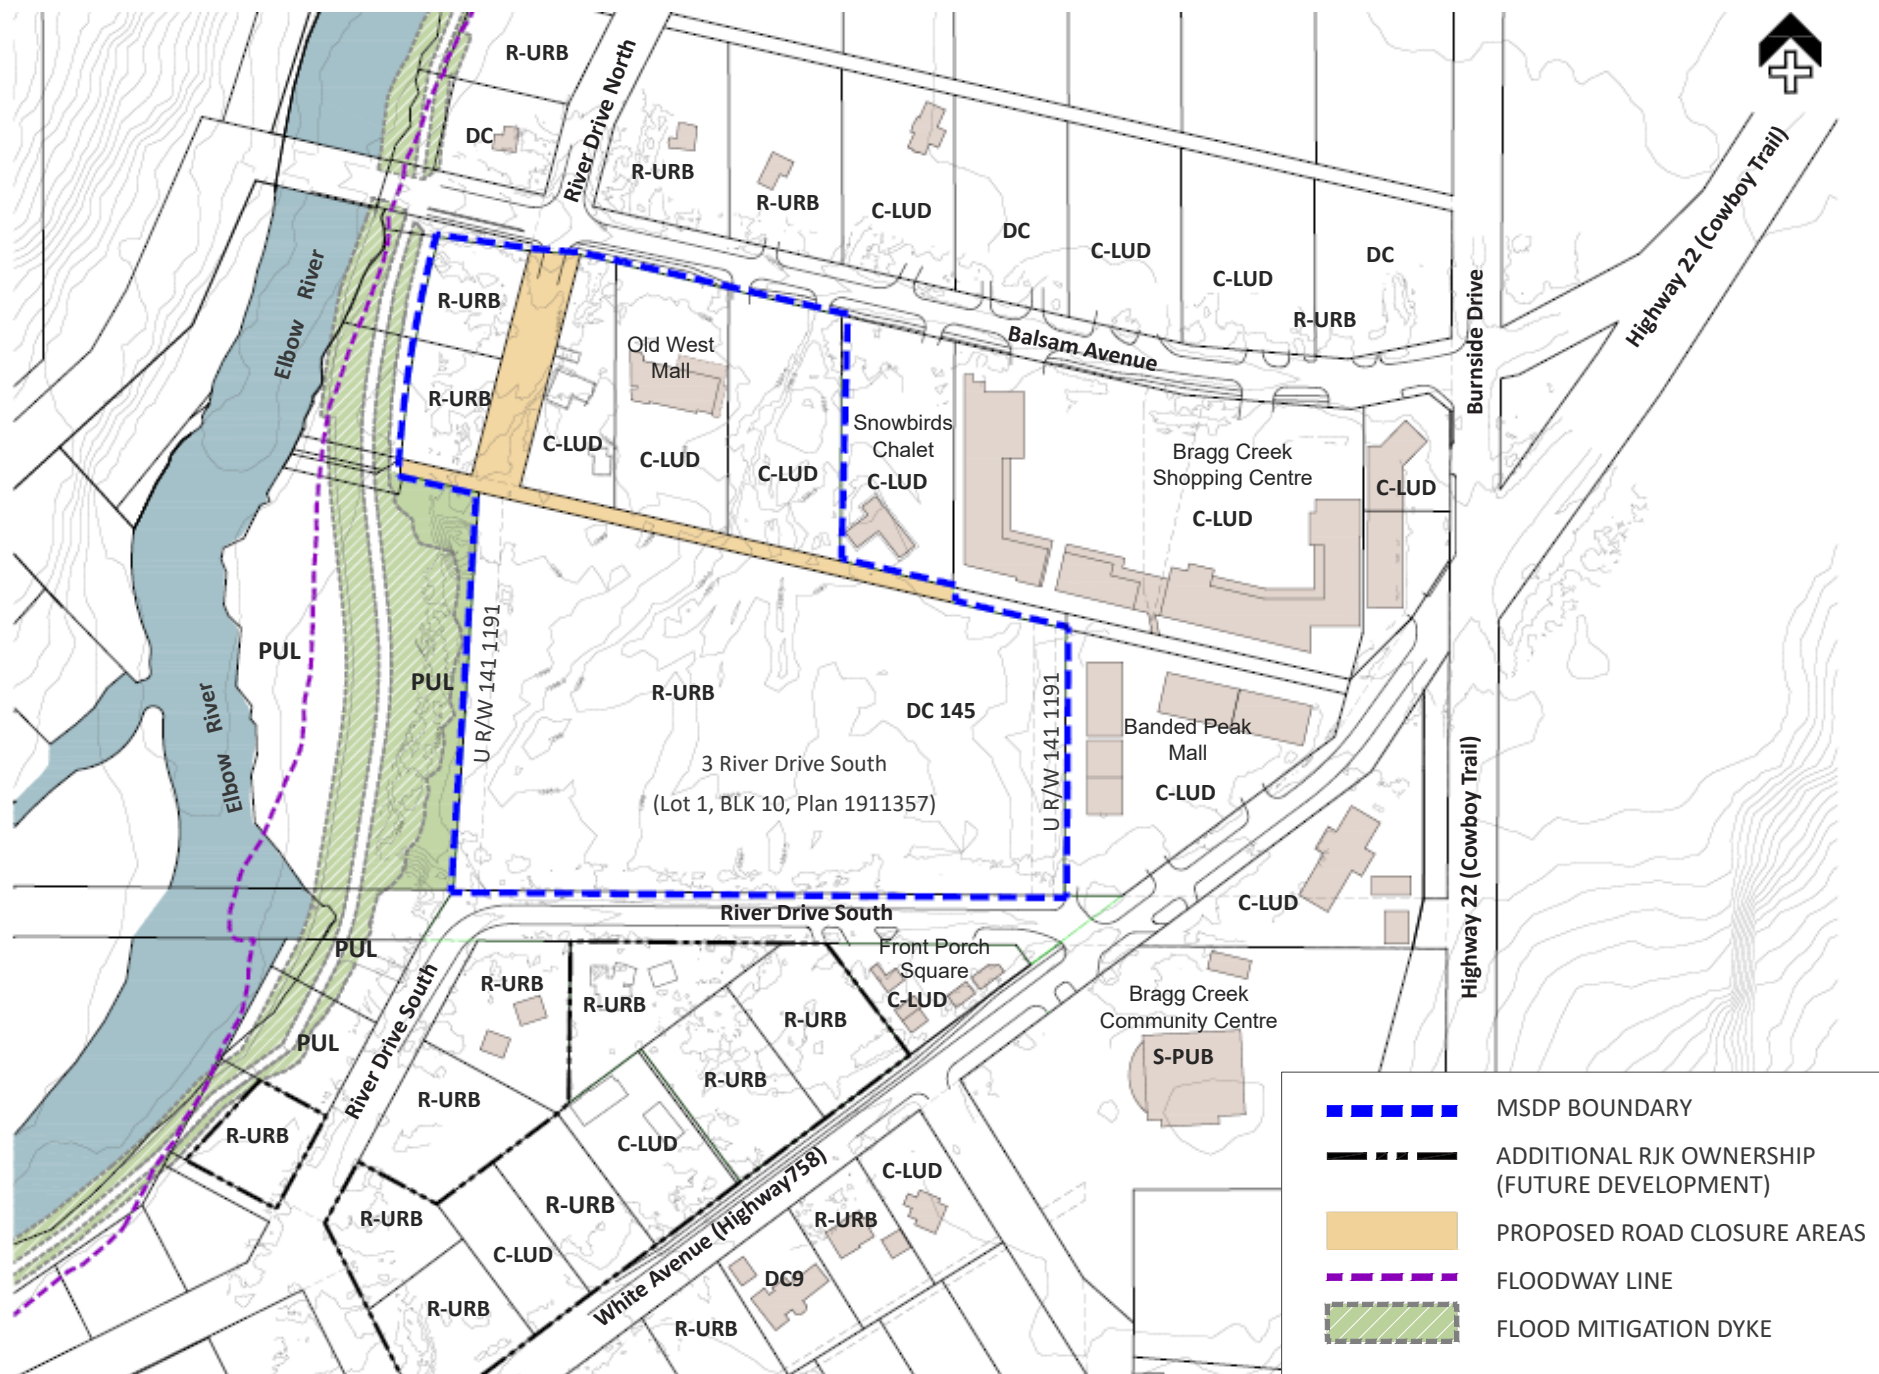 R-URB
River Drive North
DC
R-URB
R-URB
C-LUD
DC
C-LUD
C-LUD
DC
R-URB
Highway 22 (Cowboy Trail)
Burnside Drive
Balsam Avenue
Elbow River
R-URB
R-URB
Old West
Mall
C-LUD
C-LUD
C-LUD
Snowbirds
Chalet
C-LUD
Bragg Creek
Shopping Centre
C-LUD
C-LUD
PUL
PUL
U R/W 141 1191
R-URB
DC 145
3 River Drive South
(Lot 1, BLK 10, Plan 1911357)
U R/W 141 1191
Banded Peak
Mall
C-LUD
Elbow River
Highway 22 (Cowboy Trail)
C-LUD
River Drive South
PUL
PUL
River Drive South
R-URB
R-URB
R-URB
Front Porch
Square
C-LUD
Bragg Creek
Community Centre
S-PUB
R-URB
R-URB
R-URB
C-LUD
R-URB
R-URB
C-LUD
R-URB
White Avenue (Highway758)
C-LUD
R-URB
DC9
R-URB
MSDP BOUNDARY
ADDITIONAL RJK OWNERSHIP
(FUTURE DEVELOPMENT)
PROPOSED ROAD CLOSURE AREAS
FLOODWAY LINE
FLOOD MITIGATION DYKE